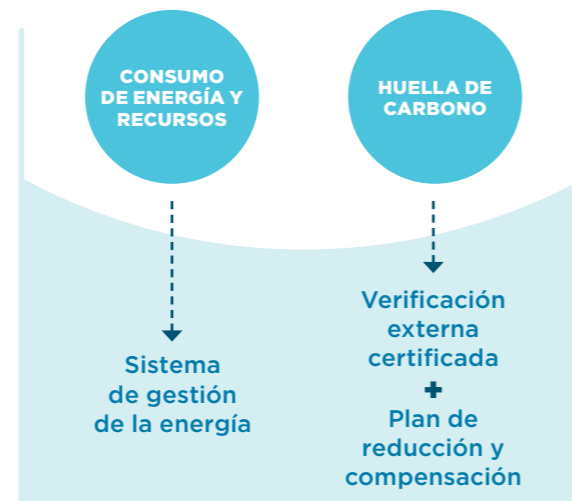 CONSUMO
DE ENERGÍA Y
RECURSOS
Sistema
de gestión
de la energía
HUELLA DE
CARBONO
Verificación
externa
certificada
+
Plan de
reducción y
compensación